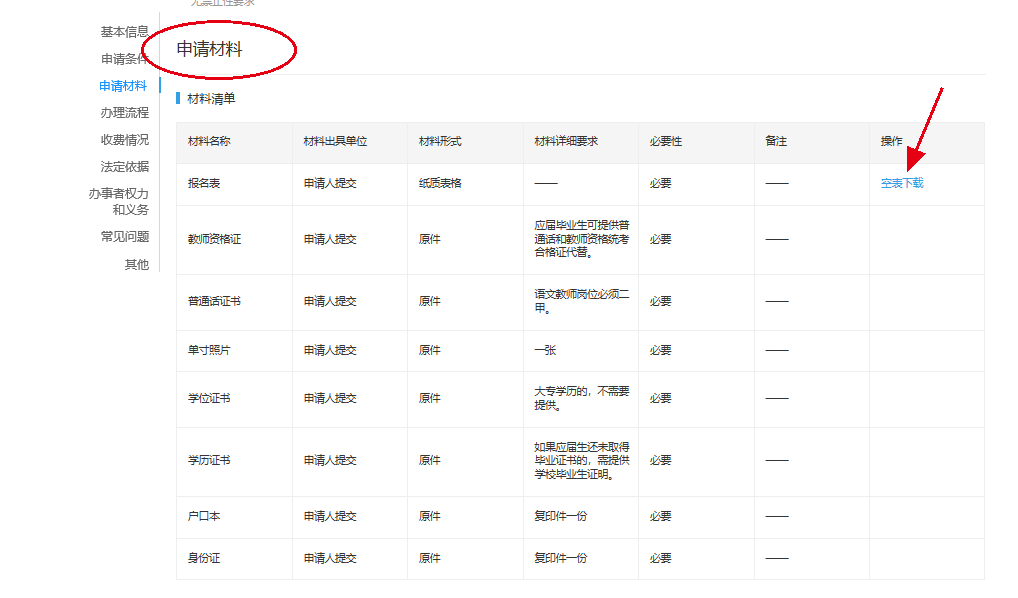 无禁止性要求
基本信息
申请条件
申请材料
办理流程
收费情况
法定依据
办事者权力
和义务
常见问题
其他
申请材料
材料清单
材料名称 材料出具单位 材料形式 材料详细要求 必要性 备注 操作
报名表 申请人提交 纸质表格 —— 必要 —— 空表下载
教师资格证 申请人提交 原件 应届毕业生可提供普
通话和教师资格统考
合格证代替。 必要 ——
普通话证书 申请人提交 原件 语文教师岗位必须二
甲。 必要 ——
单寸照片 申请人提交 原件 一张 必要 ——
学位证书 申请人提交 原件 大专学历的，不需要
提供。 必要 ——
学历证书 申请人提交 原件 如果应届生还未取得
毕业证书的，需提供
学校毕业生证明。 必要 ——
户口本 申请人提交 原件 复印件一份 必要 ——
身份证 申请人提交 原件 复印件一份 必要 ——